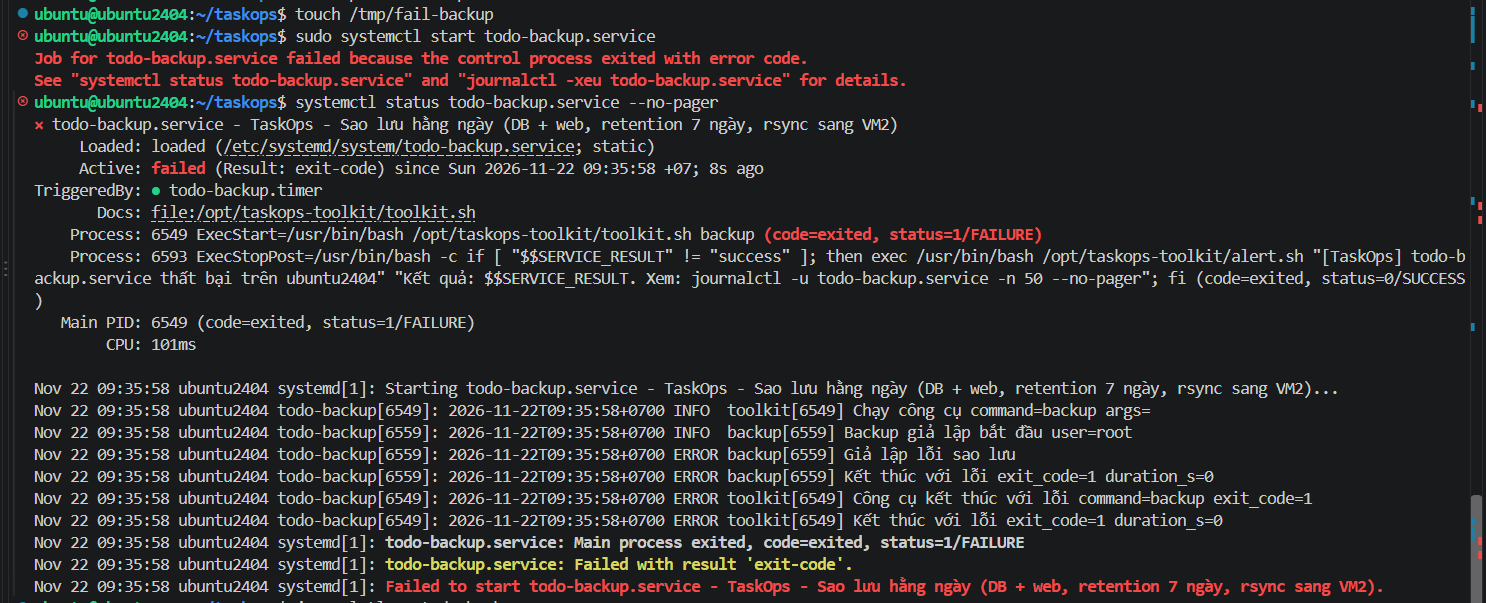 ubuntu@ubuntu2404:~/taskops$ touch /tmp/fail-backup
ubuntu@ubuntu2404:~/taskops$ sudo systemctl start todo-backup.service
Job for todo-backup.service failed because the control process exited with error code.
See "systemctl status todo-backup.service" and "journalctl -xeu todo-backup.service" for details.
ubuntu@ubuntu2404:~/taskops$ systemctl status todo-backup.service --no-pager
× todo-backup.service - TaskOps - Sao lưu hằng ngày (DB + web, retention 7 ngày, rsync sang VM2)
Loaded: loaded (/etc/systemd/system/todo-backup.service; static)
Active: failed (Result: exit-code) since Sun 2026-11-22 09:35:58 +07; 8s ago
TriggeredBy: ● todo-backup.timer
Docs: file:/opt/taskops-toolkit/toolkit.sh
Process: 6549 ExecStart=/usr/bin/bash /opt/taskops-toolkit/toolkit.sh backup (code=exited, status=1/FAILURE)
Process: 6593 ExecStopPost=/usr/bin/bash -c if [ "$$SERVICE_RESULT" != "success" ]; then exec /usr/bin/bash /opt/taskops-toolkit/alert.sh "[TaskOps] todo-b
ackup.service thất bại trên ubuntu2404" "Kết quả: $$SERVICE_RESULT. Xem: journalctl -u todo-backup.service -n 50 --no-pager"; fi (code=exited, status=0/SUCCESS
)
Main PID: 6549 (code=exited, status=1/FAILURE)
CPU: 101ms
Nov 22 09:35:58 ubuntu2404 systemd[1]: Starting todo-backup.service - TaskOps - Sao lưu hằng ngày (DB + web, retention 7 ngày, rsync sang VM2)...
Nov 22 09:35:58 ubuntu2404 todo-backup[6549]: 2026-11-22T09:35:58+0700 INFO  toolkit[6549] Chạy công cụ command=backup args=
Nov 22 09:35:58 ubuntu2404 todo-backup[6559]: 2026-11-22T09:35:58+0700 INFO  backup[6559] Backup giả lập bắt đầu user=root
Nov 22 09:35:58 ubuntu2404 todo-backup[6559]: 2026-11-22T09:35:58+0700 ERROR backup[6559] Giả lập lỗi sao lưu
Nov 22 09:35:58 ubuntu2404 todo-backup[6559]: 2026-11-22T09:35:58+0700 ERROR backup[6559] Kết thúc với lỗi exit_code=1 duration_s=0
Nov 22 09:35:58 ubuntu2404 todo-backup[6549]: 2026-11-22T09:35:58+0700 ERROR toolkit[6549] Công cụ kết thúc với lỗi command=backup exit_code=1
Nov 22 09:35:58 ubuntu2404 todo-backup[6549]: 2026-11-22T09:35:58+0700 ERROR toolkit[6549] Kết thúc với lỗi exit_code=1 duration_s=0
Nov 22 09:35:58 ubuntu2404 systemd[1]: todo-backup.service: Main process exited, code=exited, status=1/FAILURE
Nov 22 09:35:58 ubuntu2404 systemd[1]: todo-backup.service: Failed with result 'exit-code'.
Nov 22 09:35:58 ubuntu2404 systemd[1]: Failed to start todo-backup.service - TaskOps - Sao lưu hằng ngày (DB + web, retention 7 ngày, rsync sang VM2).